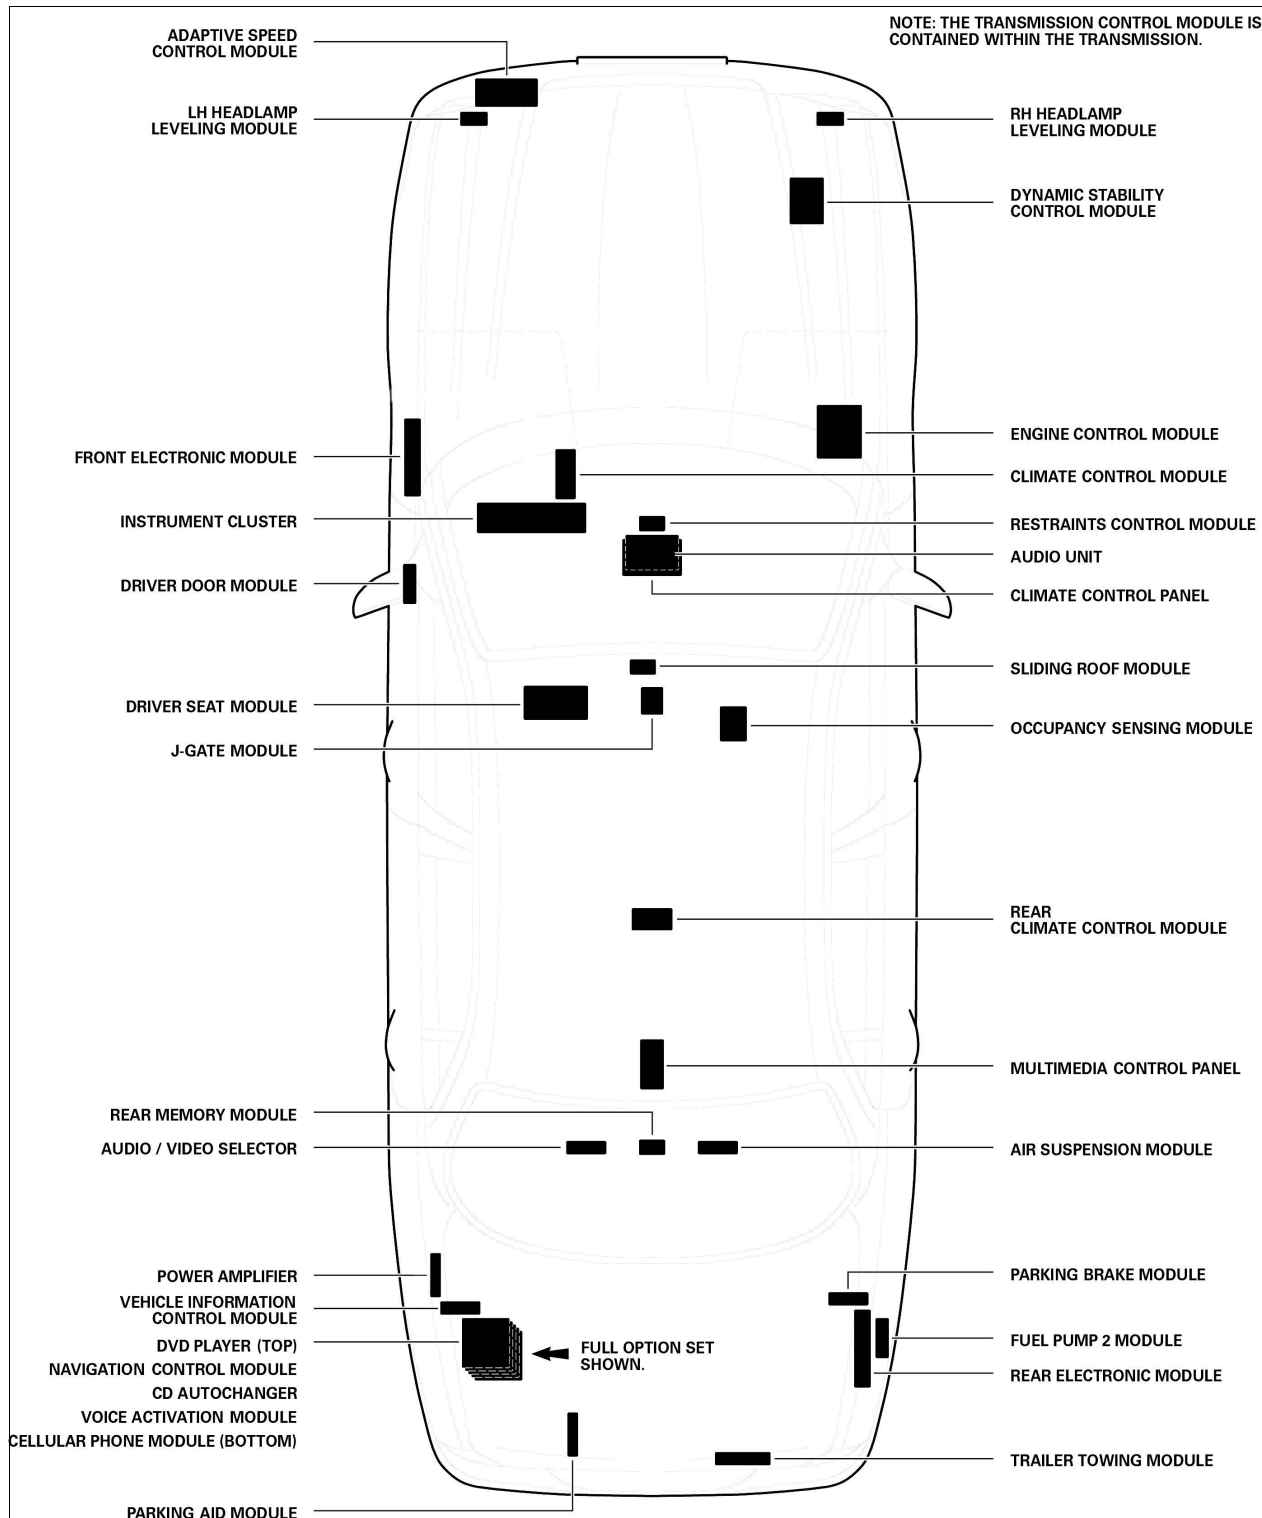 NOTE: THE TRANSMISSION CONTROL MODULE IS
CONTAINED WITHIN THE TRANSMISSION.
ADAPTIVE SPEED
CONTROL MODULE
LH HEADLAMP
LEVELING MODULE
RH HEADLAMP
LEVELING MODULE
DYNAMIC STABILITY
CONTROL MODULE
ENGINE CONTROL MODULE
FRONT ELECTRONIC MODULE
CLIMATE CONTROL MODULE
INSTRUMENT CLUSTER
RESTRAINTS CONTROL MODULE
AUDIO UNIT
DRIVER DOOR MODULE
CLIMATE CONTROL PANEL
SLIDING ROOF MODULE
DRIVER SEAT MODULE
OCCUPANCY SENSING MODULE
J-GATE MODULE
REAR
CLIMATE CONTROL MODULE
MULTIMEDIA CONTROL PANEL
REAR MEMORY MODULE
AUDIO / VIDEO SELECTOR
AIR SUSPENSION MODULE
POWER AMPLIFIER
PARKING BRAKE MODULE
VEHICLE INFORMATION
CONTROL MODULE
DVD PLAYER (TOP)
FULL OPTION SET
SHOWN.
FUEL PUMP 2 MODULE
NAVIGATION CONTROL MODULE
REAR ELECTRONIC MODULE
CD AUTOCHANGER
VOICE ACTIVATION MODULE
CELLULAR PHONE MODULE (BOTTOM)
TRAILER TOWING MODULE
PARKING AID MODULE